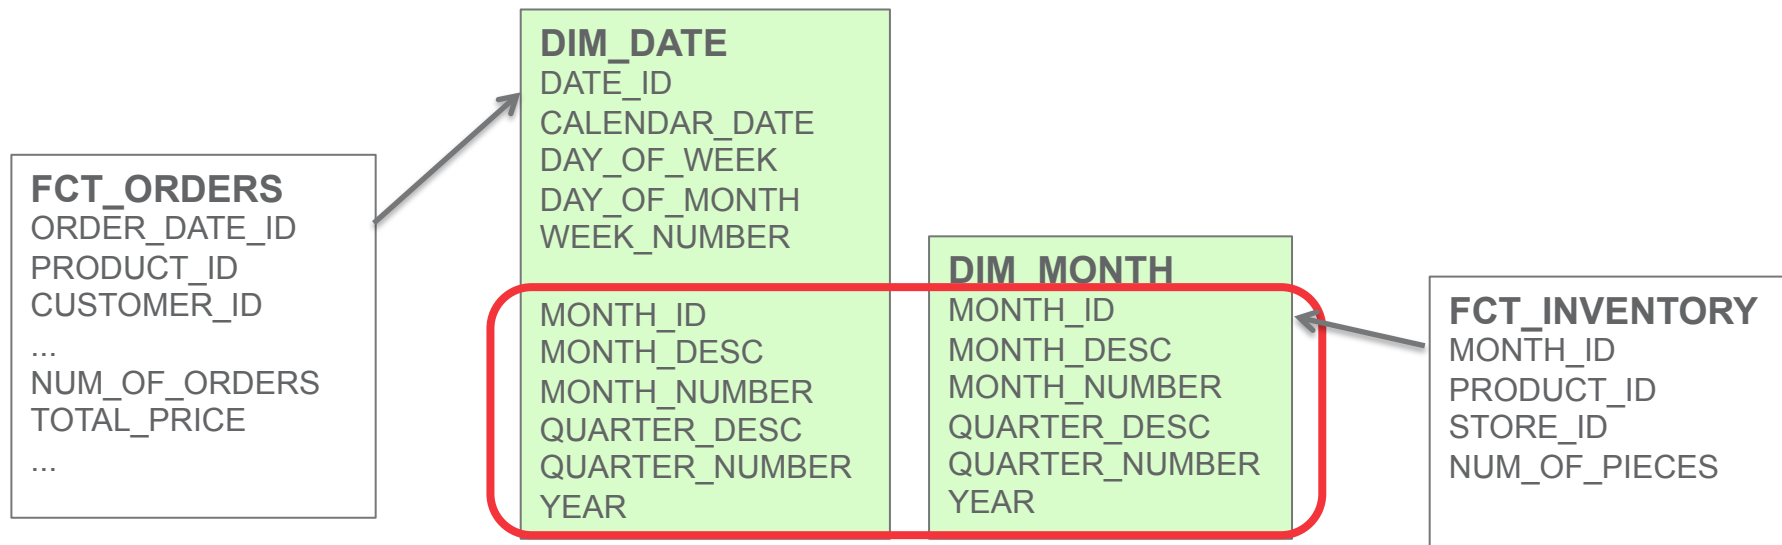 FCT_ORDERS
ORDER_DATE_ID
PRODUCT_ID
CUSTOMER_ID
...
NUM_OF_ORDERS
TOTAL_PRICE
...
DIM_DATE
DATE_ID
CALENDAR_DATE
DAY_OF_WEEK
DAY_OF_MONTH
WEEK_NUMBER
MONTH_ID
MONTH_DESC
MONTH_NUMBER
QUARTER_DESC
QUARTER_NUMBER
YEAR
DIM_MONTH
MONTH_ID
MONTH_DESC
MONTH_NUMBER
QUARTER_DESC
QUARTER_NUMBER
YEAR
FCT_INVENTORY
MONTH_ID
PRODUCT_ID
STORE_ID
NUM_OF_PIECES